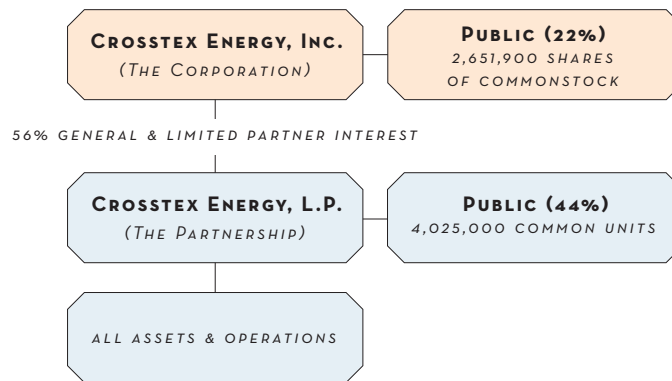 Crosstex Energy, Inc.
(The Corporation)
Public (22%)
2,651,900 shares
of commonstock
56% general & limited partner interest
Crosstex Energy, L.P.
(The Partnership)
Public (44%)
4,025,000 common units
all assets & operations